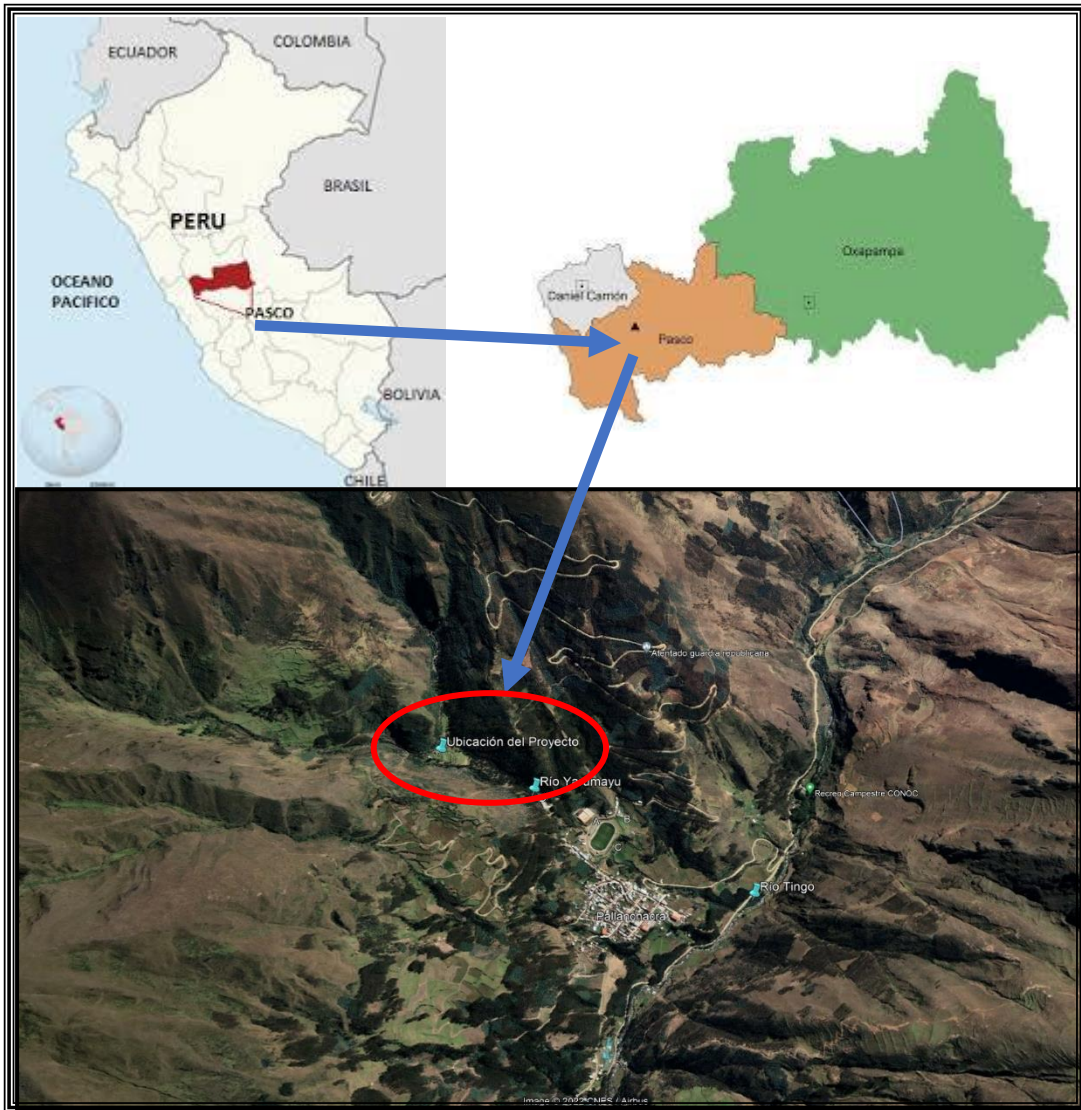 ECUADOR
COLOMBIA
BRASIL
PERU
OCEANO
PACIFICO
PASCO
BOLIVIA
CHILE
Oxapampa
Daniel Carrión
Pasco
Atentado guardia republicana
Ubicación del Proyecto
Río Yarumayu
Recreo Campestre CONOC
A
B
C
Río Tingo
Pallanchacra
Image © 2022 CNES / Airbus